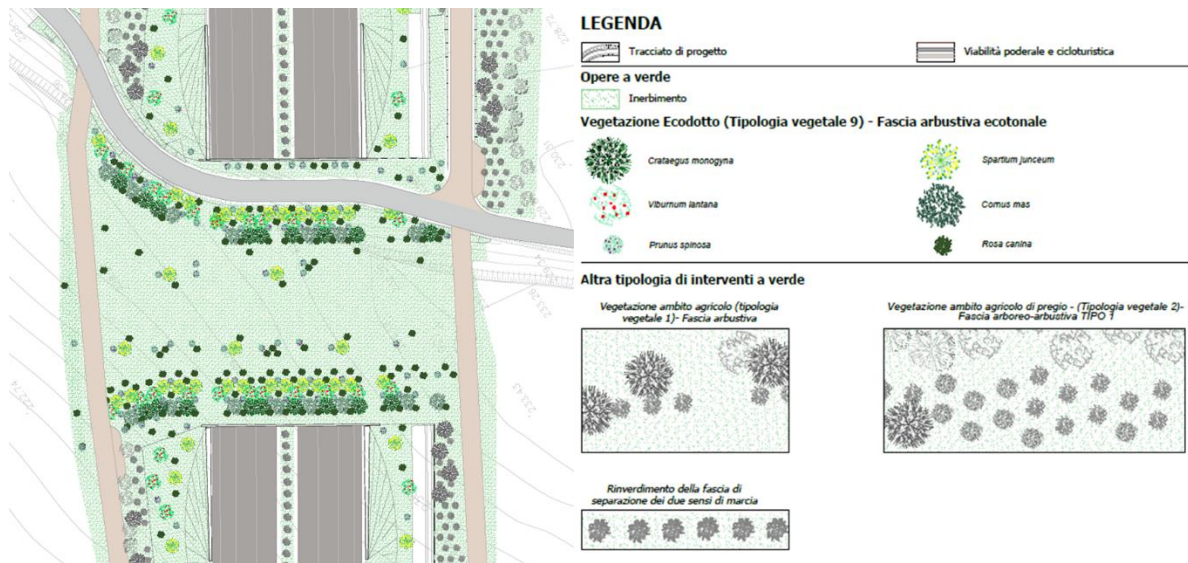 LEGENDA
Tracciato di progetto
Viabilità poderale e cicloturistica
Opere a verde
Inerbimento
Vegetazione Ecodotto (Tipologia vegetale 9) - Fascia arbustiva ecotonale
Crataegus monogyna
Spartium junceum
Viburnum lantana
Cornus mas
Prunus spinosa
Rosa canina
Altra tipologia di interventi a verde
Vegetazione ambito agricolo (tipologia
vegetale 1)- Fascia arbustiva
Vegetazione ambito agricolo di pregio - (Tipologia vegetale 2)-
Fascia arboreo-arbustiva TIPO 1
Rinverdimento della fascia di
separazione dei due sensi di marcia